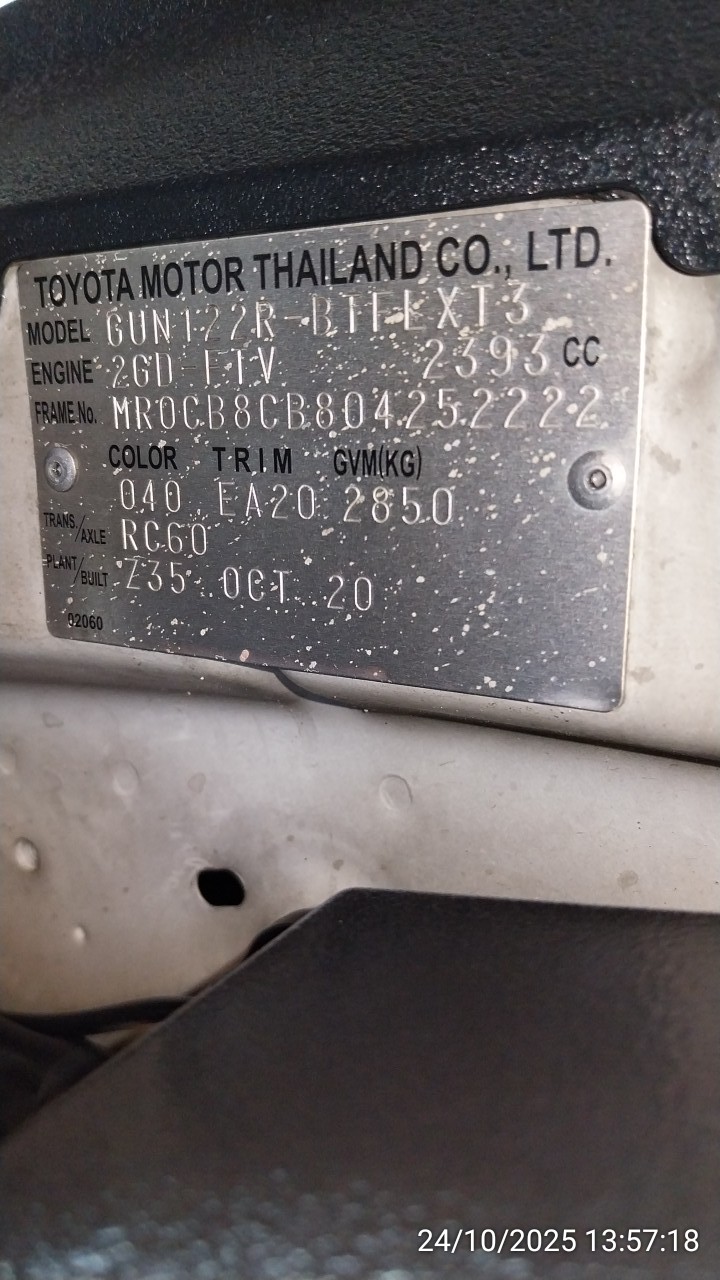 TOYOTA MOTOR THAILAND CO., LTD.
MODEL GUN122R-BTFLXT3
ENGINE 2GD-FTV 2393 CC
FRAME No. MR0CB8CB804252222
COLOR TRIM GVM(KG)
040 EA20 2850
TRANS./AXLE RC60
PLANT/BUILT Z35 OCT 20
02060
24/10/2025 13:57:18